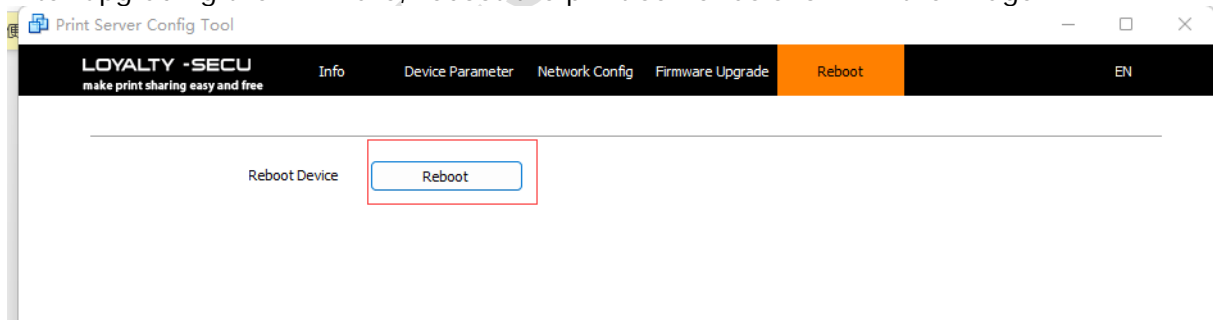 Print Server Config Tool
LOYALTY -SECU
make print sharing easy and free
Info
Device Parameter
Network Config
Firmware Upgrade
Reboot
EN
Reboot Device
Reboot